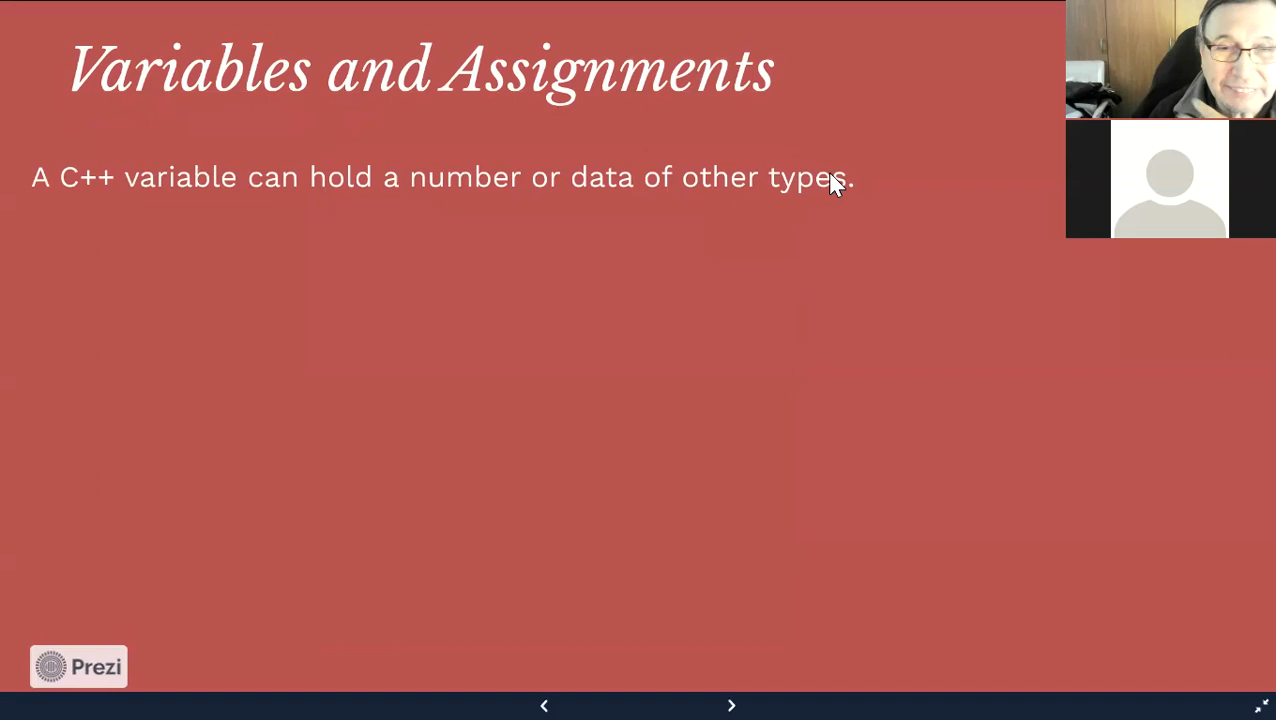 Variables and Assignments
A C++ variable can hold a number or data of other types.
Prezi